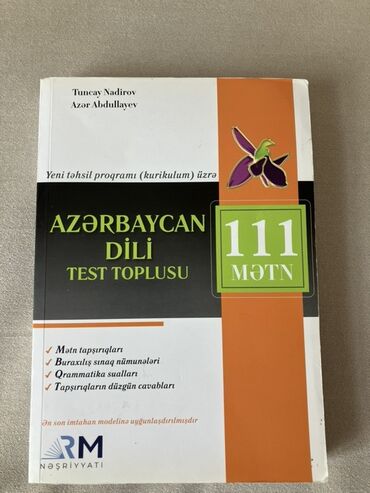 Tuncay Nadirov
Azər Abdullayev
Yeni təhsil proqramı (kurikulum) üzrə
AZƏRBAYCAN
DİLİ
TEST TOPLUSU
111
MƏTN
Mətn tapşırıqları
Buraxılış sınaq nümunələri
Qrammatika sualları
Tapşırıqların düzgün cavabları
Ən son imtahan modelinə uyğunlaşdırılmışdır
RM
NƏŞRİYYATI